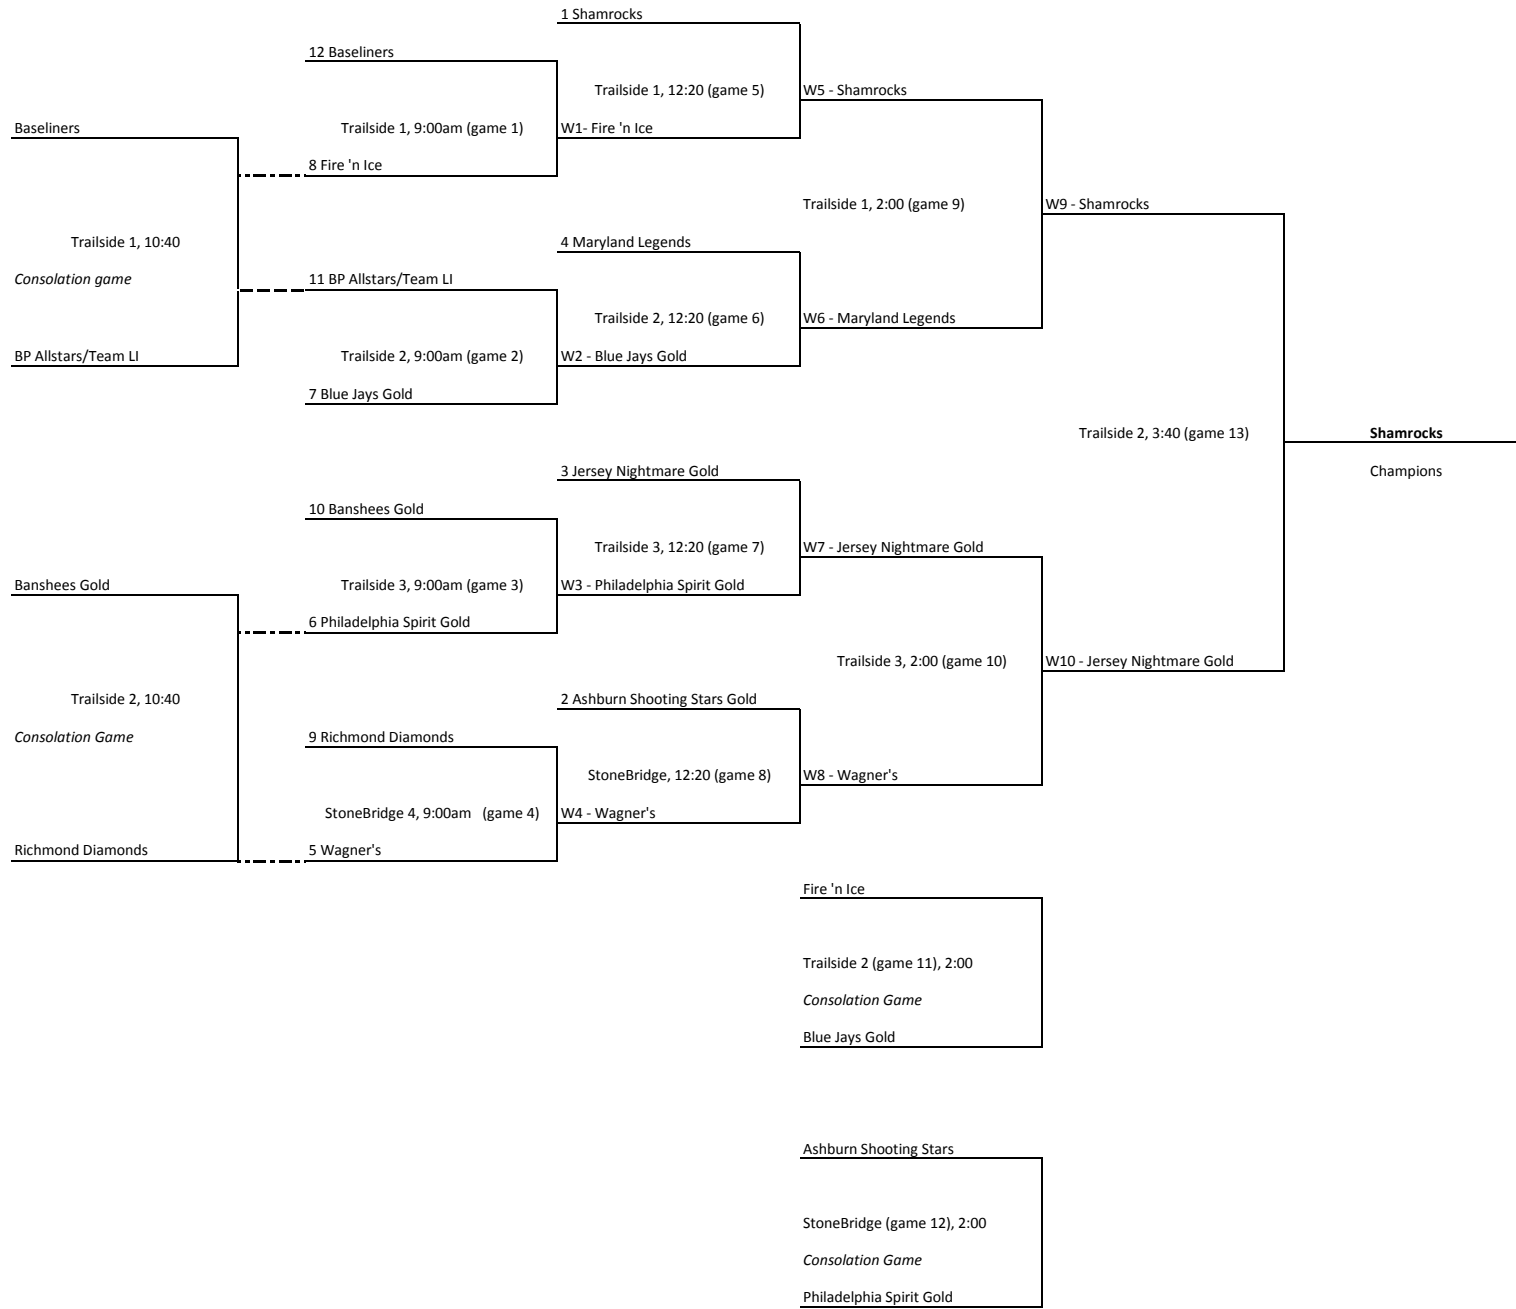 1 Shamrocks
12 Baseliners
Trailside 1, 12:20 (game 5)
W5 - Shamrocks
Baseliners
Trailside 1, 9:00am (game 1)
W1- Fire 'n Ice
8 Fire 'n Ice
Trailside 1, 2:00 (game 9)
W9 - Shamrocks
Trailside 1, 10:40
4 Maryland Legends
Consolation game
11 BP Allstars/Team LI
Trailside 2, 12:20 (game 6)
W6 - Maryland Legends
BP Allstars/Team LI
Trailside 2, 9:00am (game 2)
W2 - Blue Jays Gold
7 Blue Jays Gold
Trailside 2, 3:40 (game 13)
Shamrocks
3 Jersey Nightmare Gold
Champions
10 Banshees Gold
Trailside 3, 12:20 (game 7)
W7 - Jersey Nightmare Gold
Banshees Gold
Trailside 3, 9:00am (game 3)
W3 - Philadelphia Spirit Gold
6 Philadelphia Spirit Gold
Trailside 3, 2:00 (game 10)
W10 - Jersey Nightmare Gold
Trailside 2, 10:40
2 Ashburn Shooting Stars Gold
Consolation Game
9 Richmond Diamonds
StoneBridge, 12:20 (game 8)
W8 - Wagner's
StoneBridge 4, 9:00am (game 4)
W4 - Wagner's
Richmond Diamonds
5 Wagner's
Fire 'n Ice
Trailside 2 (game 11), 2:00
Consolation Game
Blue Jays Gold
Ashburn Shooting Stars
StoneBridge (game 12), 2:00
Consolation Game
Philadelphia Spirit Gold